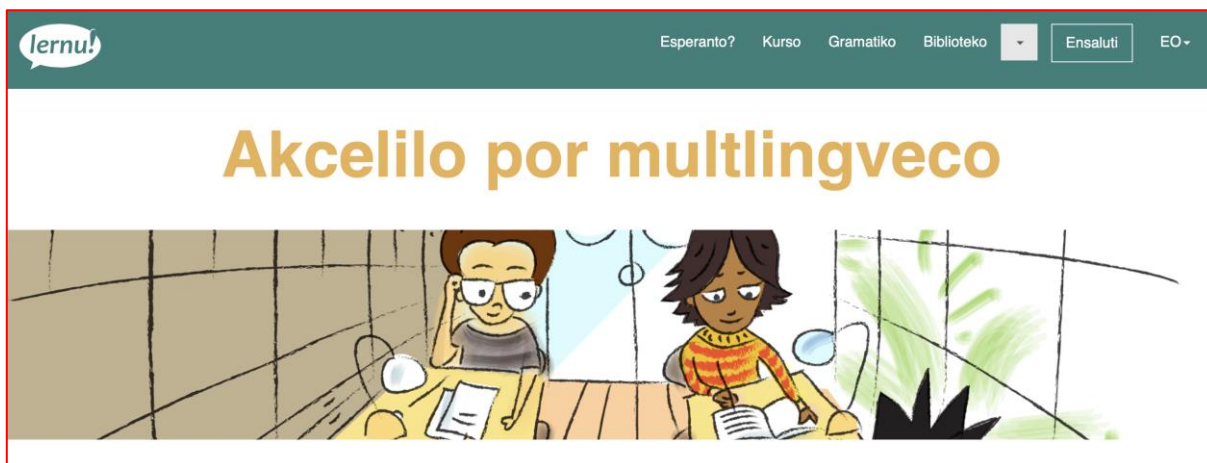 lernu!
Esperanto? Kurso Gramatiko Biblioteko Ensaluti EO
Akcelilo por multlingveco